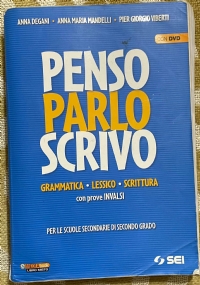 ANNA DEGANI • ANNA MARIA MANDELLI • PIER GIORGIO VIBERTI
CON DVD
PENSO
PARLO
SCRIVO
GRAMMATICA • LESSICO • SCRITTURA
con prove INVALSI
PER LE SCUOLE SECONDARIE DI SECONDO GRADO
SEI